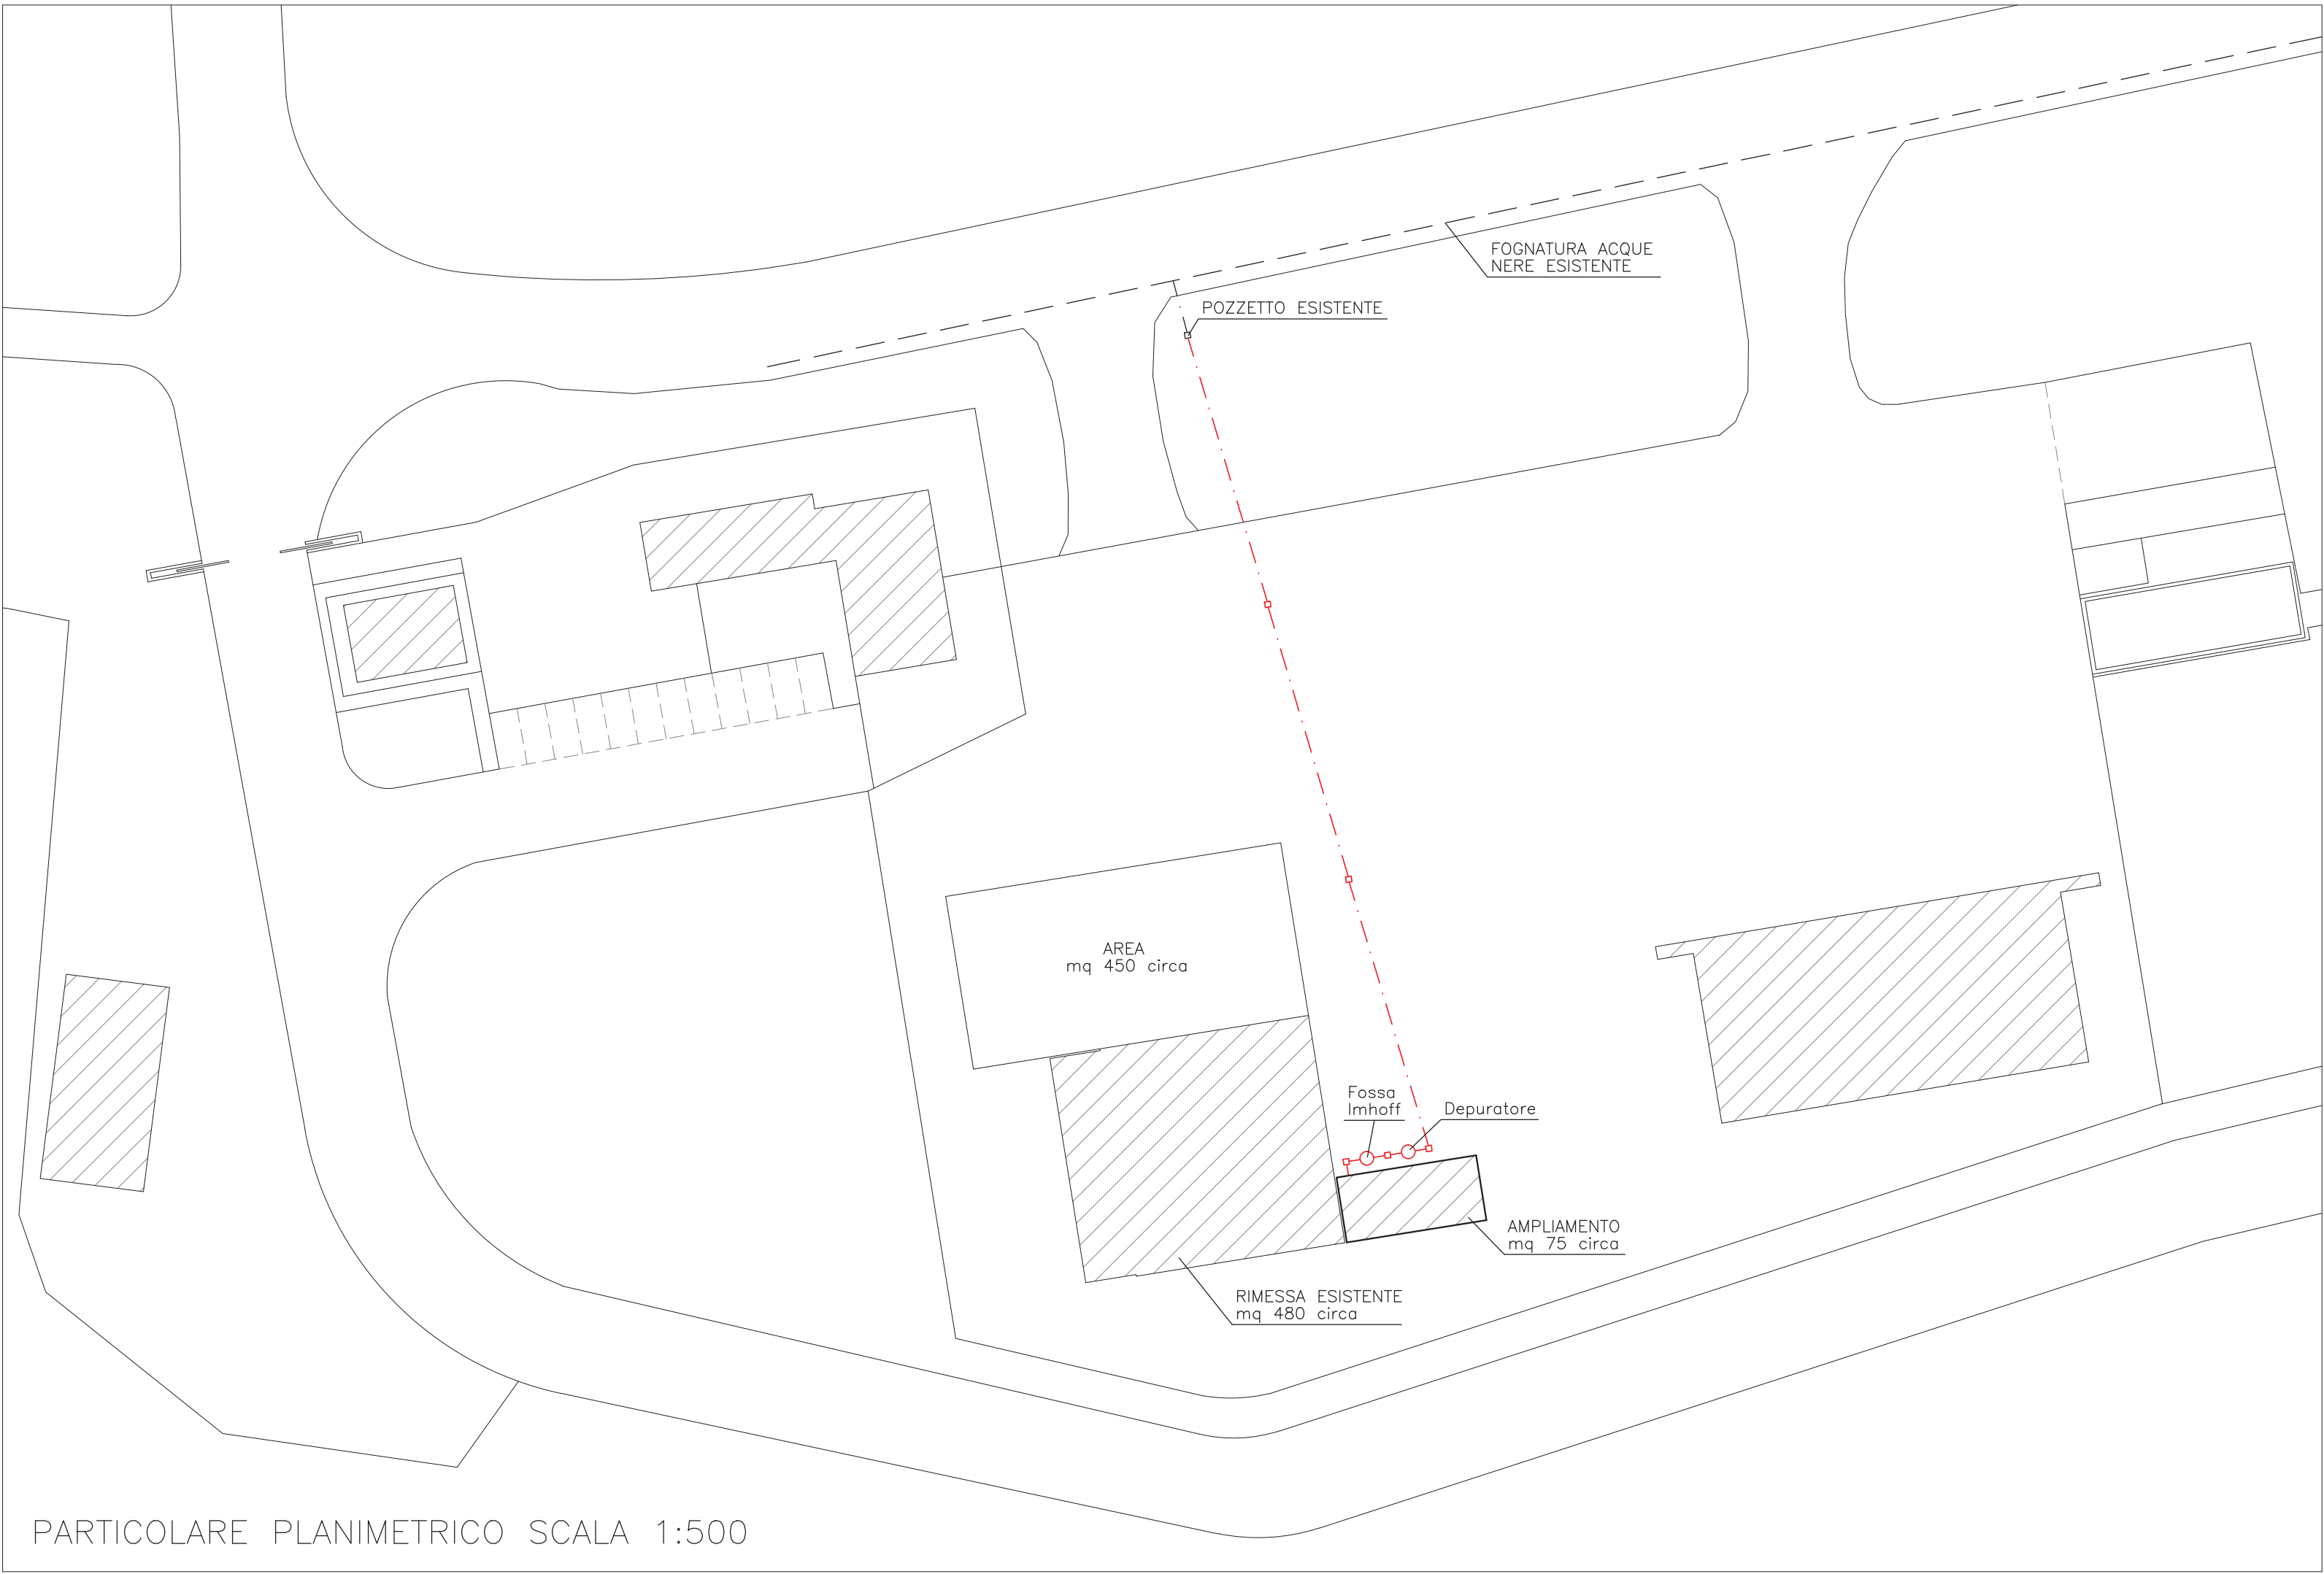 FOGNATURA ACQUE
NERE ESISTENTE
POZZETTO ESISTENTE
AREA
mq 450 circa
Fossa
Imhoff
Depuratore
AMPLIAMENTO
mq 75 circa
RIMESSA ESISTENTE
mq 480 circa
PARTICOLARE PLANIMETRICO SCALA 1:500